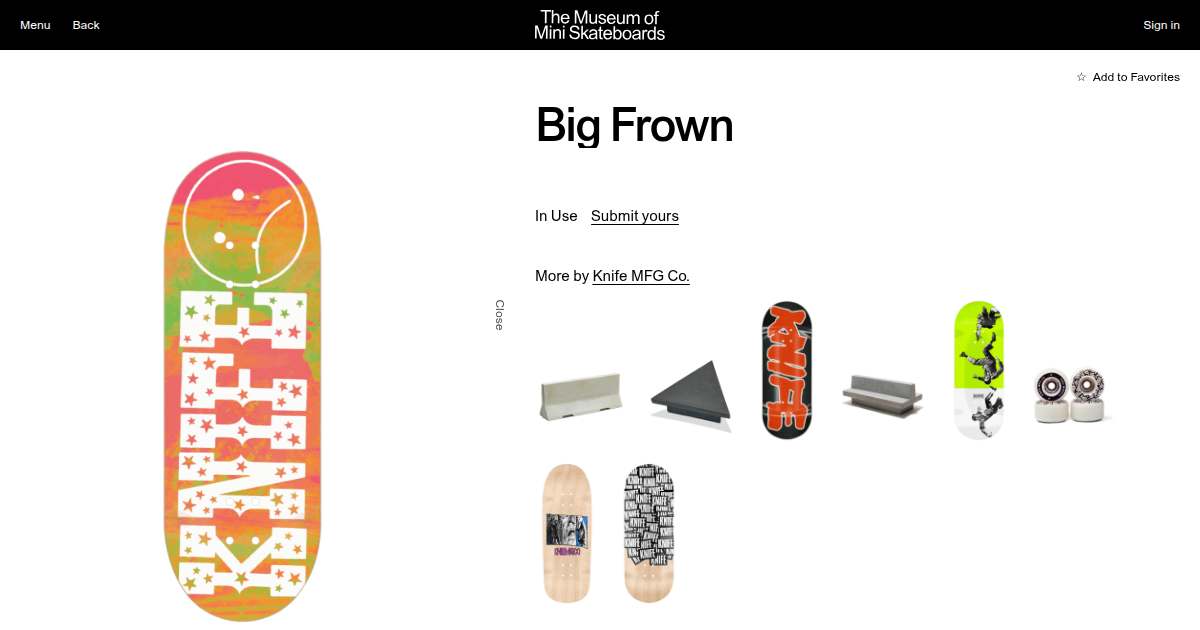 Menu
Back
The Museum of
Mini Skateboards
Sign in
☆ Add to Favorites
Big Frown
In Use Submit yours
More by Knife MFG Co.
Close
KNIFE
KNIFE
KNIFE